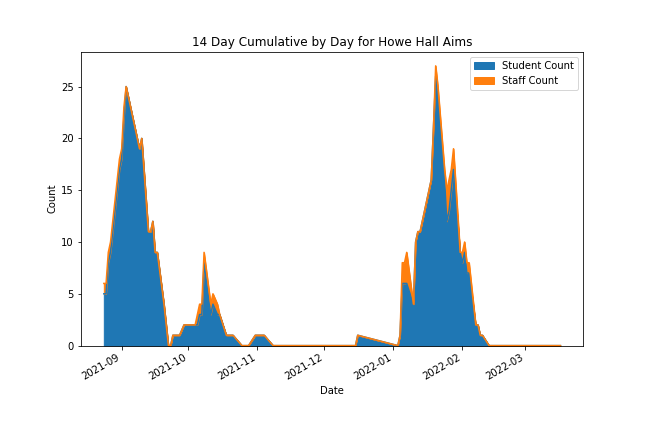 14 Day Cumulative by Day for Howe Hall Aims
Student Count
Staff Count
Count
25
20
15
10
5
0
2021-09
2021-10
2021-11
2021-12
2022-01
2022-02
2022-03
Date